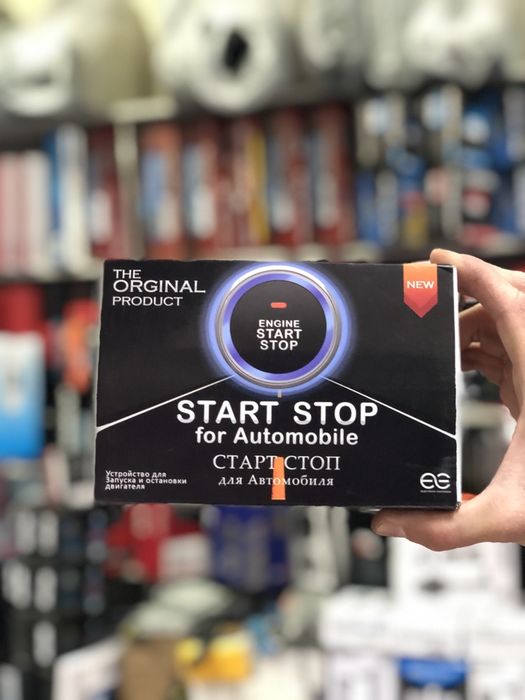 THE
ORGINAL
PRODUCT
NEW
ENGINE
START
STOP
START STOP
for Automobile
СТАРТ СТОП
для Автомобиля
Устройство для
Запуска и остановки
двигателя